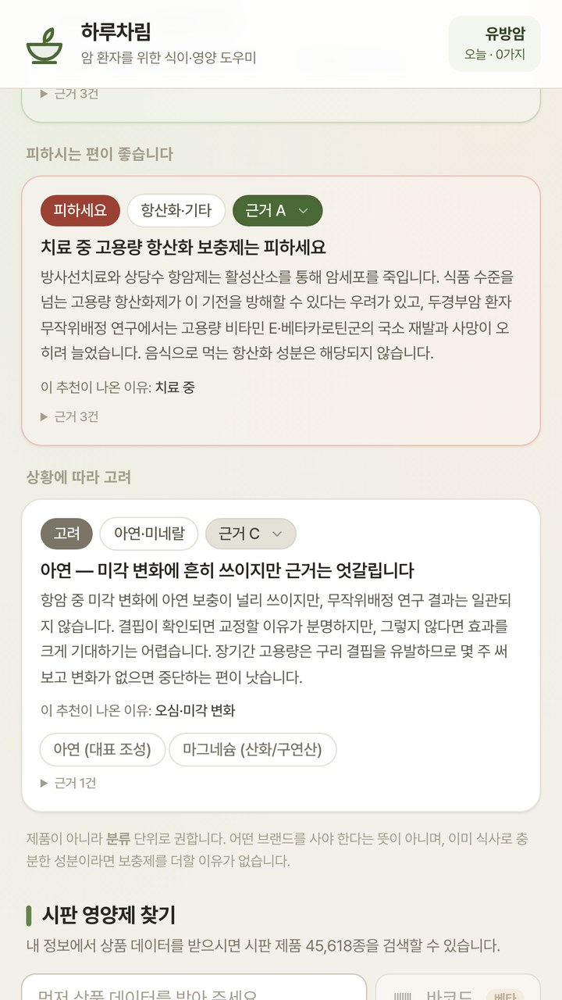 하루차림
암 환자를 위한 식이·영양 도우미
유방암
오늘 · 0가지
▶ 근거 3건
피하시는 편이 좋습니다
피하세요
항산화·기타
근거 A
치료 중 고용량 항산화 보충제는 피하세요
방사선치료와 상당수 항암제는 활성산소를 통해 암세포를 죽입니다. 식품 수준을
넘는 고용량 항산화제가 이 기전을 방해할 수 있다는 우려가 있고, 두경부암 환자
무작위배정 연구에서는 고용량 비타민 E·베타카로틴군의 국소 재발과 사망이 오
히려 늘었습니다. 음식으로 먹는 항산화 성분은 해당되지 않습니다.
이 추천이 나온 이유: 치료 중
▶ 근거 3건
상황에 따라 고려
고려
아연·미네랄
근거 C
아연 — 미각 변화에 흔히 쓰이지만 근거는 엇갈립니다
항암 중 미각 변화에 아연 보충이 널리 쓰이지만, 무작위배정 연구 결과는 일관되
지 않습니다. 결핍이 확인되면 교정할 이유가 분명하지만, 그렇지 않다면 효과를
크게 기대하기는 어렵습니다. 장기간 고용량은 구리 결핍을 유발하므로 몇 주 써
보고 변화가 없으면 중단하는 편이 낫습니다.
이 추천이 나온 이유: 오심·미각 변화
아연 (대표 조성)
마그네슘 (산화/구연산)
▶ 근거 1건
제품이 아니라 분류 단위로 권합니다. 어떤 브랜드를 사야 한다는 뜻이 아니며, 이미 식사로 충
분한 성분이라면 보충제를 더할 이유가 없습니다.
시판 영양제 찾기
내 정보에서 상품 데이터를 받으시면 시판 제품 45,618종을 검색할 수 있습니다.
먼저 상품 데이터를 받아 주세요
바코드
베타